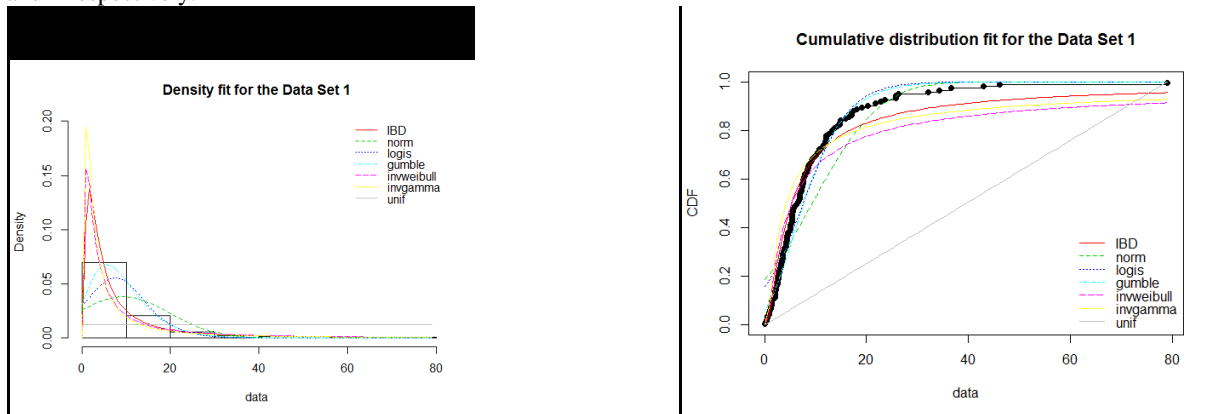 Density fit for the Data Set 1
Density
0.00
0.05
0.10
0.15
0.20
0
20
40
60
80
data
IBD
norm
logis
gumble
invweibull
invgamma
unif
Cumulative distribution fit for the Data Set 1
CDF
0.0
0.2
0.4
0.6
0.8
1.0
0
20
40
60
80
data
IBD
norm
logis
gumble
invweibull
invgamma
unif